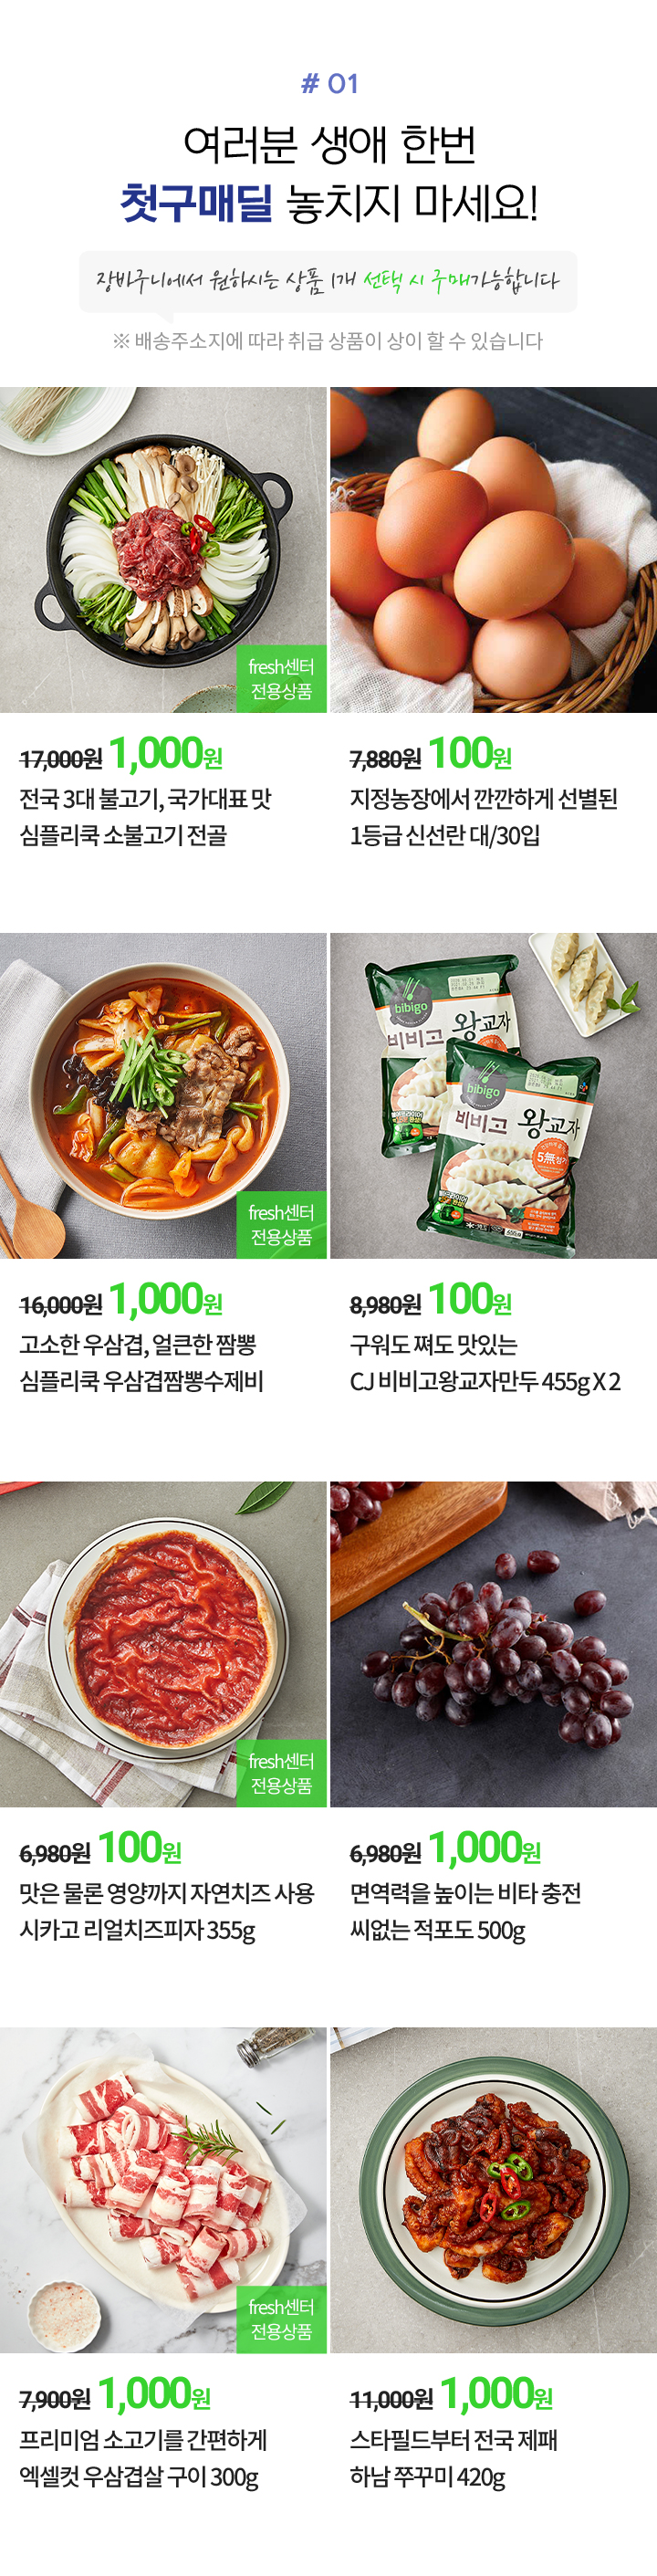 # 01
여러분 생애 한번
첫구매딜 놓치지 마세요!
장바구니에서 원하시는 상품 1개 선택 시 구매가능합니다
※ 배송주소지에 따라 취급 상품이 상이 할 수 있습니다
fresh센터
전용상품
17,000원 1,000원
전국 3대 불고기, 국가대표 맛
심플리쿡 소불고기 전골
7,880원 100원
지정농장에서 깐깐하게 선별된
1등급 신선란 대/30입
fresh센터
전용상품
bibigo
비비고 왕교자
bibigo
비비고 왕교자
16,000원 1,000원
고소한 우삼겹, 얼큰한 짬뽕
심플리쿡 우삼겹짬뽕수제비
8,980원 100원
구워도 쪄도 맛있는
CJ 비비고왕교자만두 455g X 2
fresh센터
전용상품
6,980원 100원
맛은 물론 영양까지 자연치즈 사용
시카고 리얼치즈피자 355g
6,980원 1,000원
면역력을 높이는 비타 충전
씨없는 적포도 500g
fresh센터
전용상품
7,900원 1,000원
프리미엄 소고기를 간편하게
엑셀컷 우삼겹살 구이 300g
11,000원 1,000원
스타필드부터 전국 제패
하남 쭈꾸미 420g